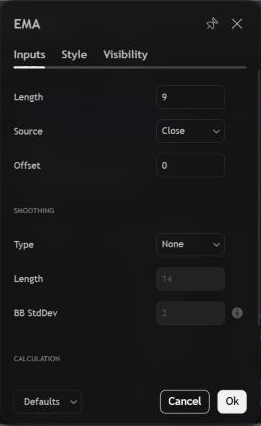 EMA
Inputs Style Visibility
Length 9
Source Close
Offset 0
SMOOTHING
Type None
Length 14
BB StdDev 2
CALCULATION
Defaults Cancel Ok